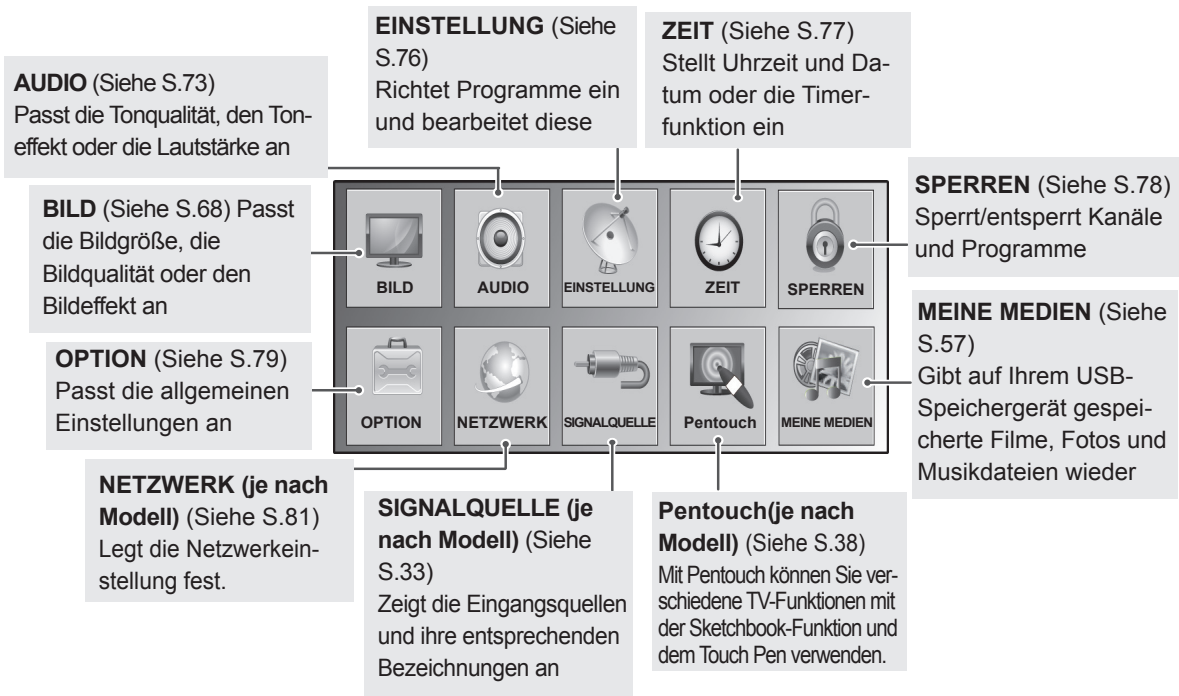 EINSTELLUNG (Siehe
S.76)
Richtet Programme ein
und bearbeitet diese
ZEIT (Siehe S.77)
Stellt Uhrzeit und Da-
tum oder die Timer-
funktion ein
AUDIO (Siehe S.73)
Passt die Tonqualität, den Ton-
effekt oder die Lautstärke an
BILD (Siehe S.68) Passt
die Bildgröße, die
Bildqualität oder den
Bildeffekt an
SPERREN (Siehe S.78)
Sperrt/entsperrt Kanäle
und Programme
BILD
AUDIO
EINSTELLUNG
ZEIT
SPERREN
OPTION (Siehe S.79)
Passt die allgemeinen
Einstellungen an
MEINE MEDIEN (Siehe
S.57)
Gibt auf Ihrem USB-
Speichergerät gespei-
cherte Filme, Fotos und
Musikdateien wieder
OPTION
NETZWERK
SIGNALQUELLE
Pentouch
MEINE MEDIEN
NETZWERK (je nach
Modell) (Siehe S.81)
Legt die Netzwerkein-
stellung fest.
SIGNALQUELLE (je
nach Modell) (Siehe
S.33)
Zeigt die Eingangsquellen
und ihre entsprechenden
Bezeichnungen an
Pentouch(je nach
Modell) (Siehe S.38)
Mit Pentouch können Sie ver-
schiedene TV-Funktionen mit
der Sketchbook-Funktion und
dem Touch Pen verwenden.